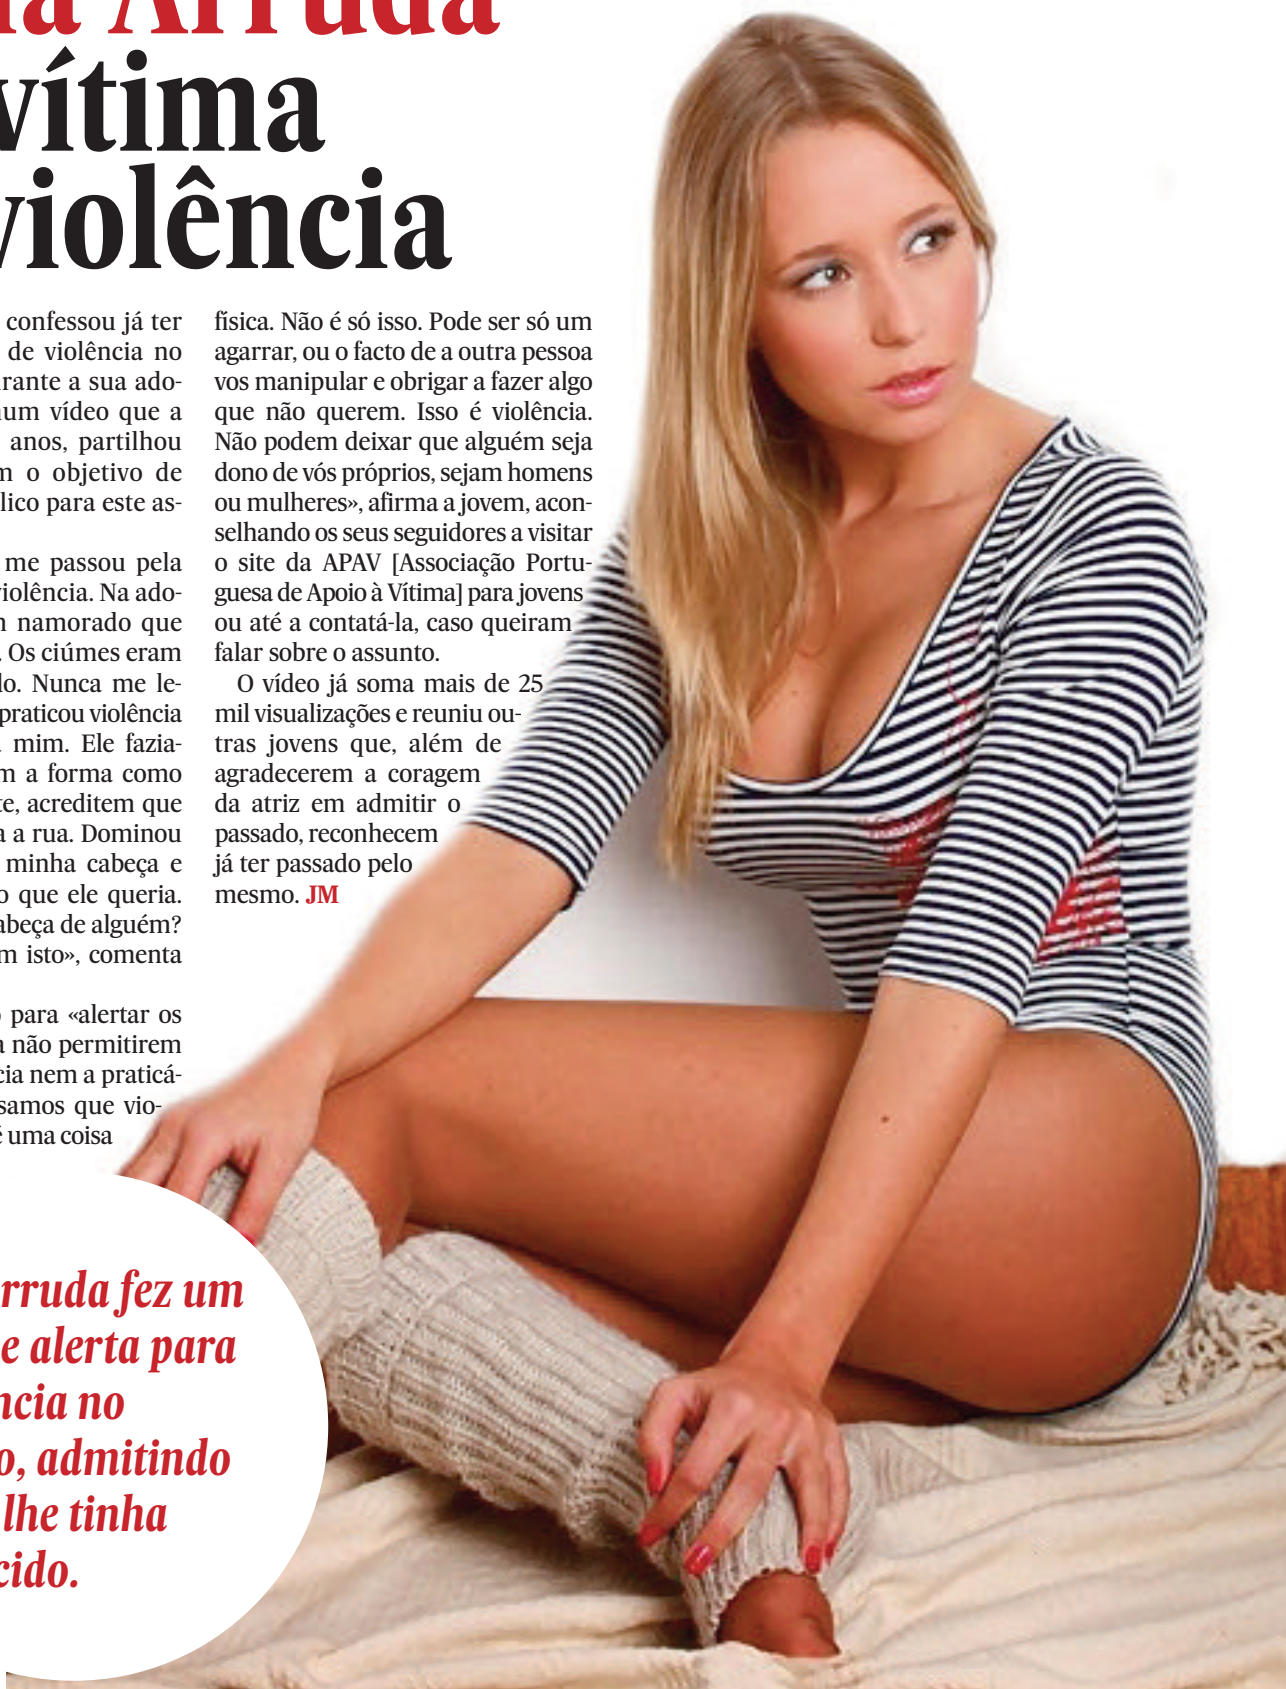 Arruda
vítima
violência
confessou já ter
de violência no
rante a sua ado-
num vídeo que a
anos, partilhou
m o objetivo de
lico para este as-
me passou pela
violência. Na ado-
namorado que
. Os ciúmes eram
lo. Nunca me le-
praticou violência
mim. Ele fazia-
m a forma como
te, acreditem que
a a rua. Dominou
minha cabeça e
o que ele queria.
abeça de alguém?
m isto», comenta
para «alertar os
a não permitirem
cia nem a praticá-
samos que vio-
é uma coisa
física. Não é só isso. Pode ser só um
agarrar, ou o facto de a outra pessoa
vos manipular e obrigar a fazer algo
que não querem. Isso é violência.
Não podem deixar que alguém seja
dono de vós próprios, sejam homens
ou mulheres», afirma a jovem, acon-
selhando os seus seguidores a visitar
o site da APAV [Associação Portu-
guesa de Apoio à Vítima] para jovens
ou até a contatá-la, caso queiram
falar sobre o assunto.
O vídeo já soma mais de 25
mil visualizações e reuniu ou-
tras jovens que, além de
agradecerem a coragem
da atriz em admitir o
passado, reconhecem
já ter passado pelo
mesmo. JM
rruda fez um
e alerta para
ncia no
o, admitindo
lhe tinha
cido.